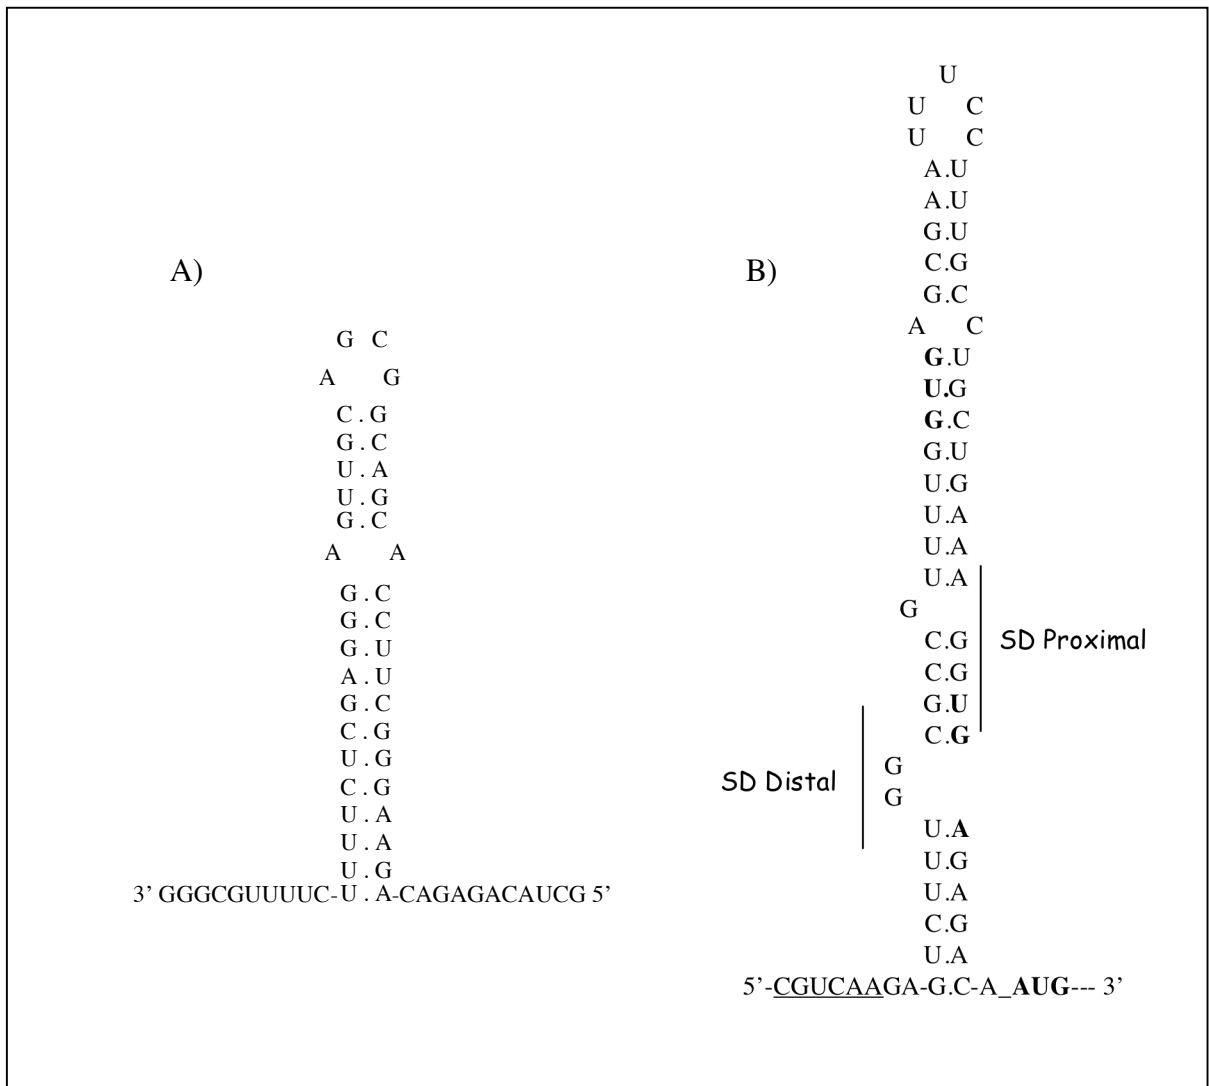 A)
G C
A G
C . G
G . C
U . A
U . G
G . C
A A
G . C
G . C
G . U
A . U
G . C
C . G
U . G
C . G
U . A
U . A
U . G
3’ GGGCGUUUUC-U . A-CAGAGACAUCG 5’
B)
U
U C
U C
A.U
A.U
G.U
C.G
G.C
A C
G.U
U.G
G.C
G.U
U.G
U.A
U.A
U.A
G
C.G
SD Proximal
C.G
G.U
C.G
G
SD Distal
G
U.A
U.G
U.A
C.G
U.A
5’-CGUCAAGA-G.C-A_AUG--- 3’